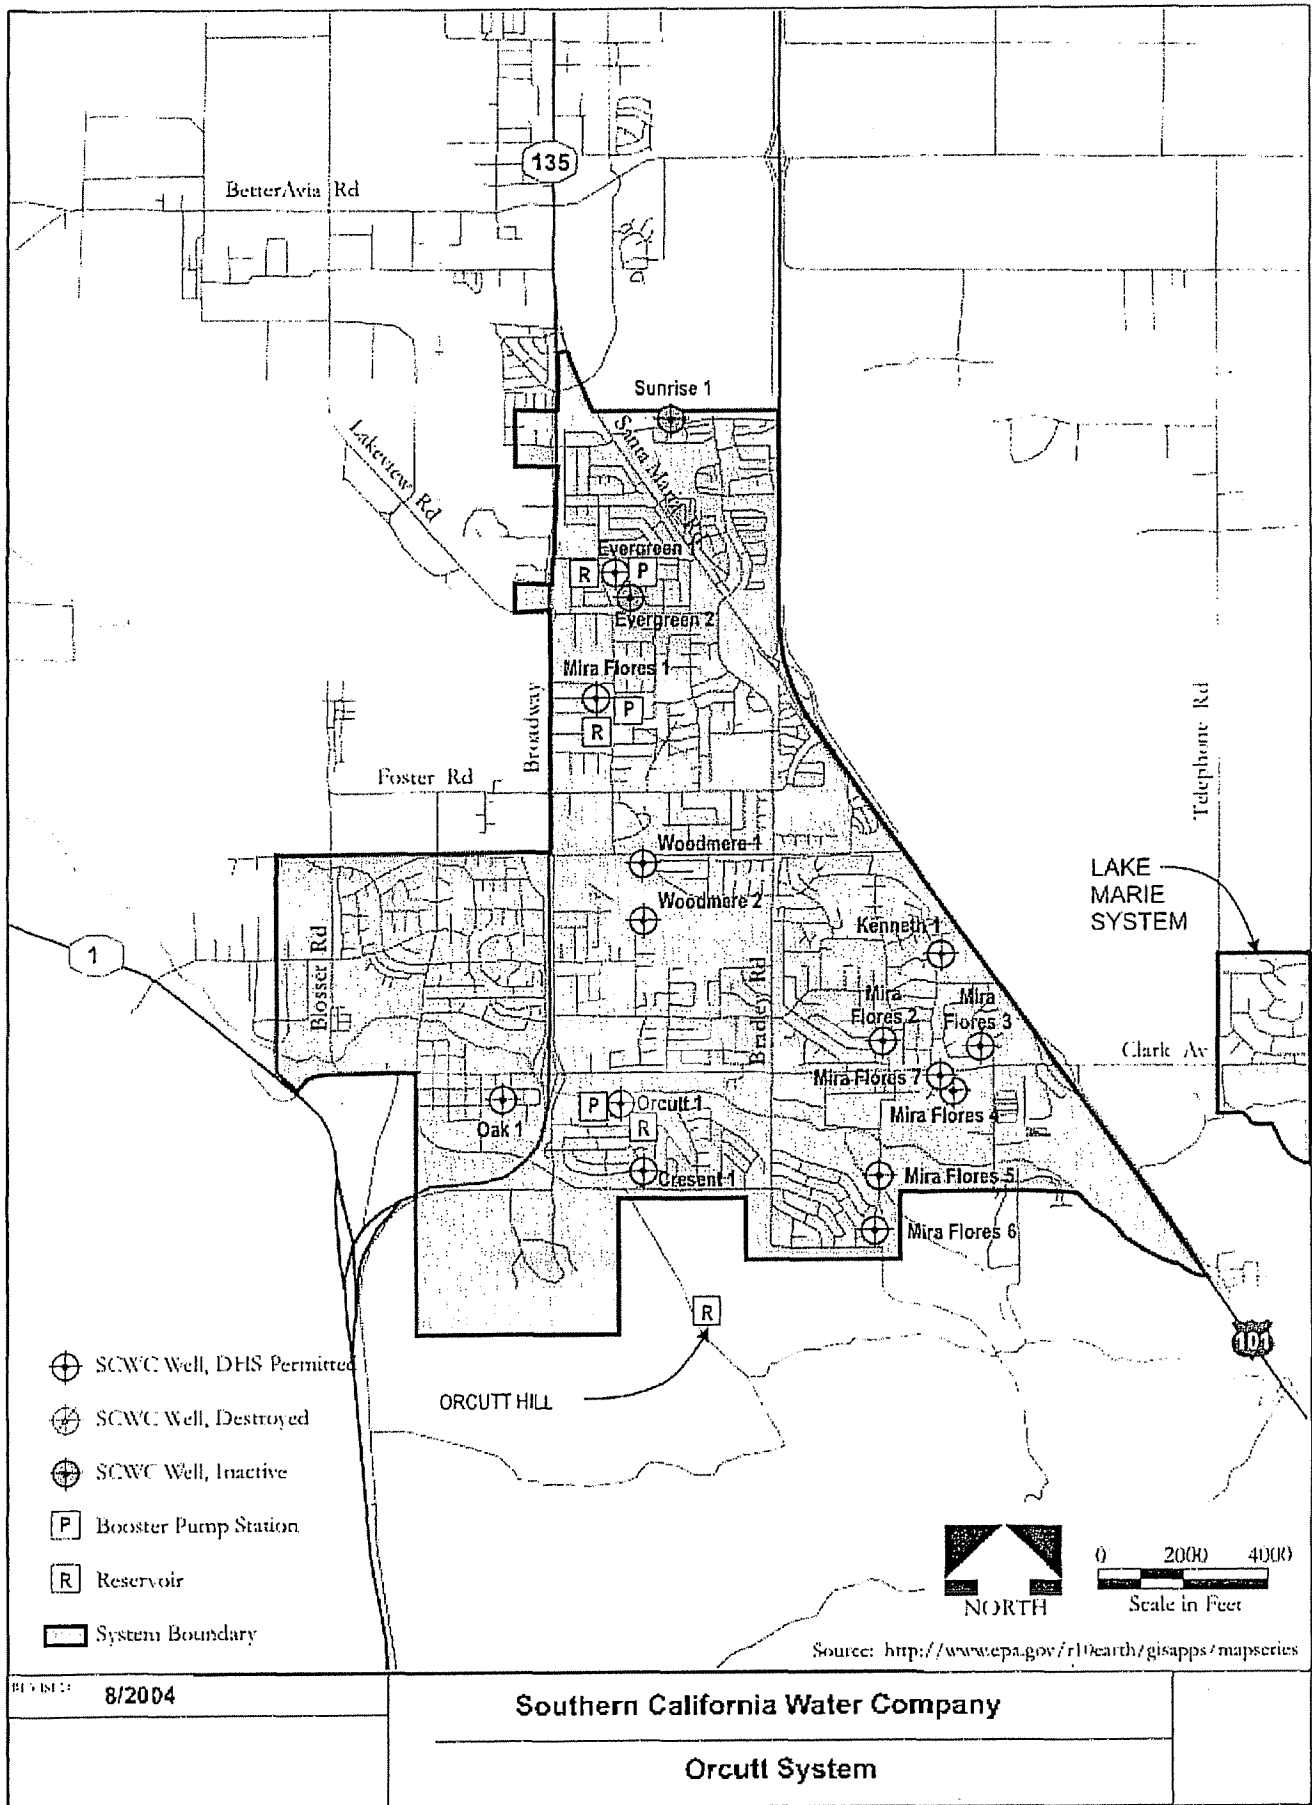 135
BetterAvia Rd
Sunrise 1
Lakeview Rd
Santa Maria
Evergreen 1
R
P
Evergreen 2
Mira Flores 1
P
R
Broadway
Foster Rd
Telephone Rd
Woodmere 1
LAKE
MARIE
SYSTEM
Woodmere 2
Kenneth 1
1
Blosser Rd
Bradley Rd
Mira
Flores 2
Mira
Flores 3
Clark Av
Mira Flores 7
Mira Flores 4
P
Orcutt 1
Oak 1
R
Cresent 1
Mira Flores 5
Mira Flores 6
R
101
ORCUTT HILL
SCWC Well, DHS Permitted
SCWC Well, Destroyed
SCWC Well, Inactive
P Booster Pump Station
R Reservoir
System Boundary
NORTH
0 2000 4000
Scale in Feet
Source: http://www.epa.gov/r10earth/gisapps/mapseries
REVISED: 8/2004
Southern California Water Company
Orcutt System